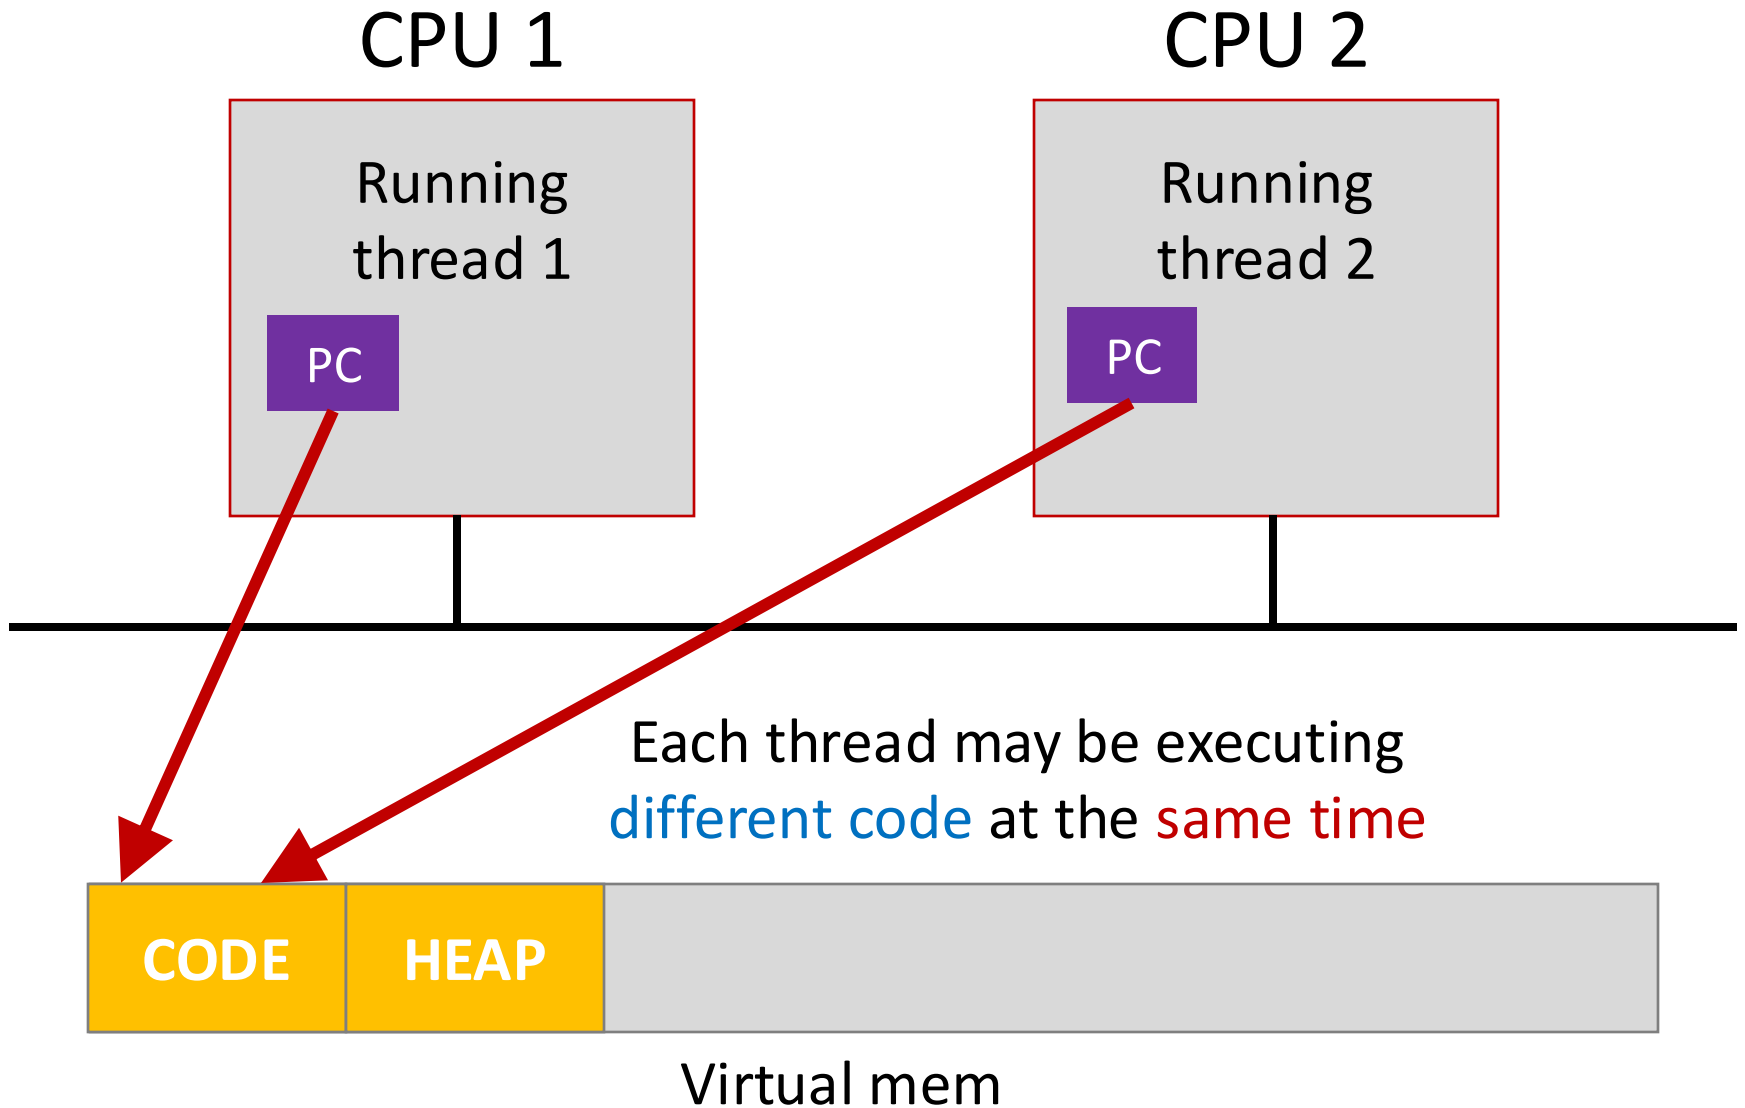 CPU 1
CPU 2
Running
thread 1
Running
thread 2
PC
PC
Each thread may be executing
different code at the same time
CODE
HEAP
Virtual mem